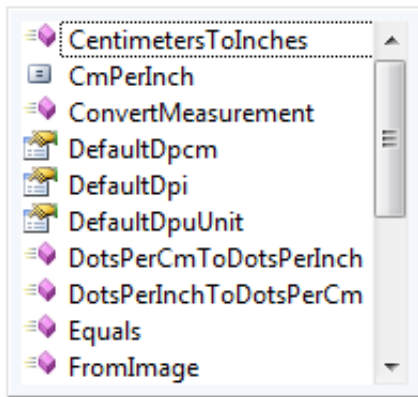 CentimetersToInches
CmPerInch
ConvertMeasurement
DefaultDpcm
DefaultDpi
DefaultDpuUnit
DotsPerCmToDotsPerInch
DotsPerInchToDotsPerCm
Equals
FromImage